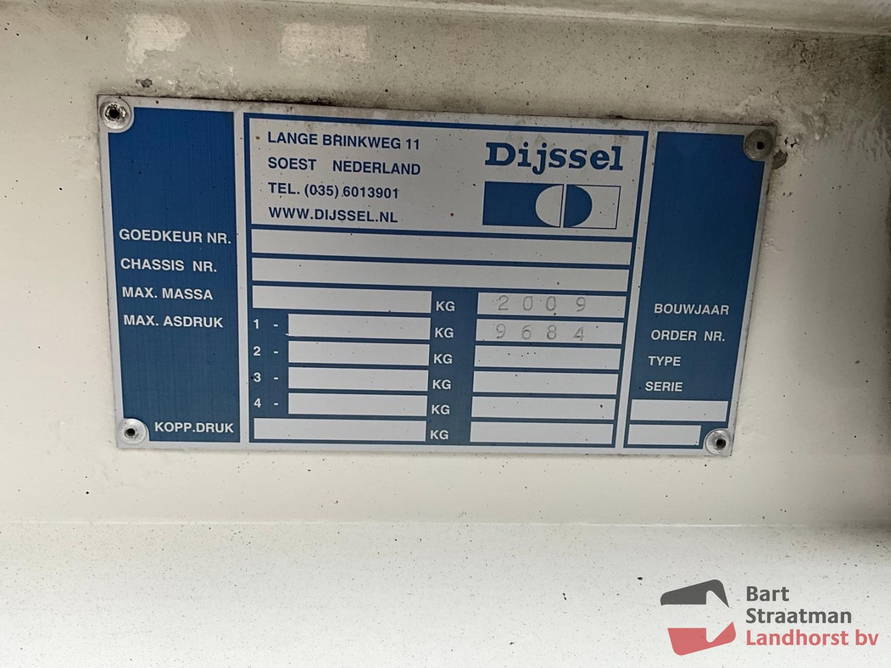 LANGE BRINKWEG 11
SOEST NEDERLAND
TEL. (035) 6013901
WWW.DIJSSEL.NL
Dijssel
GOEDKEUR NR.
CHASSIS NR.
MAX. MASSA KG 2009 BOUWJAAR
MAX. ASDRUK 1 - KG 9684 ORDER NR.
2 - KG TYPE
3 - KG SERIE
4 - KG
KOPP.DRUK KG
Bart
Straatman
Landhorst bv